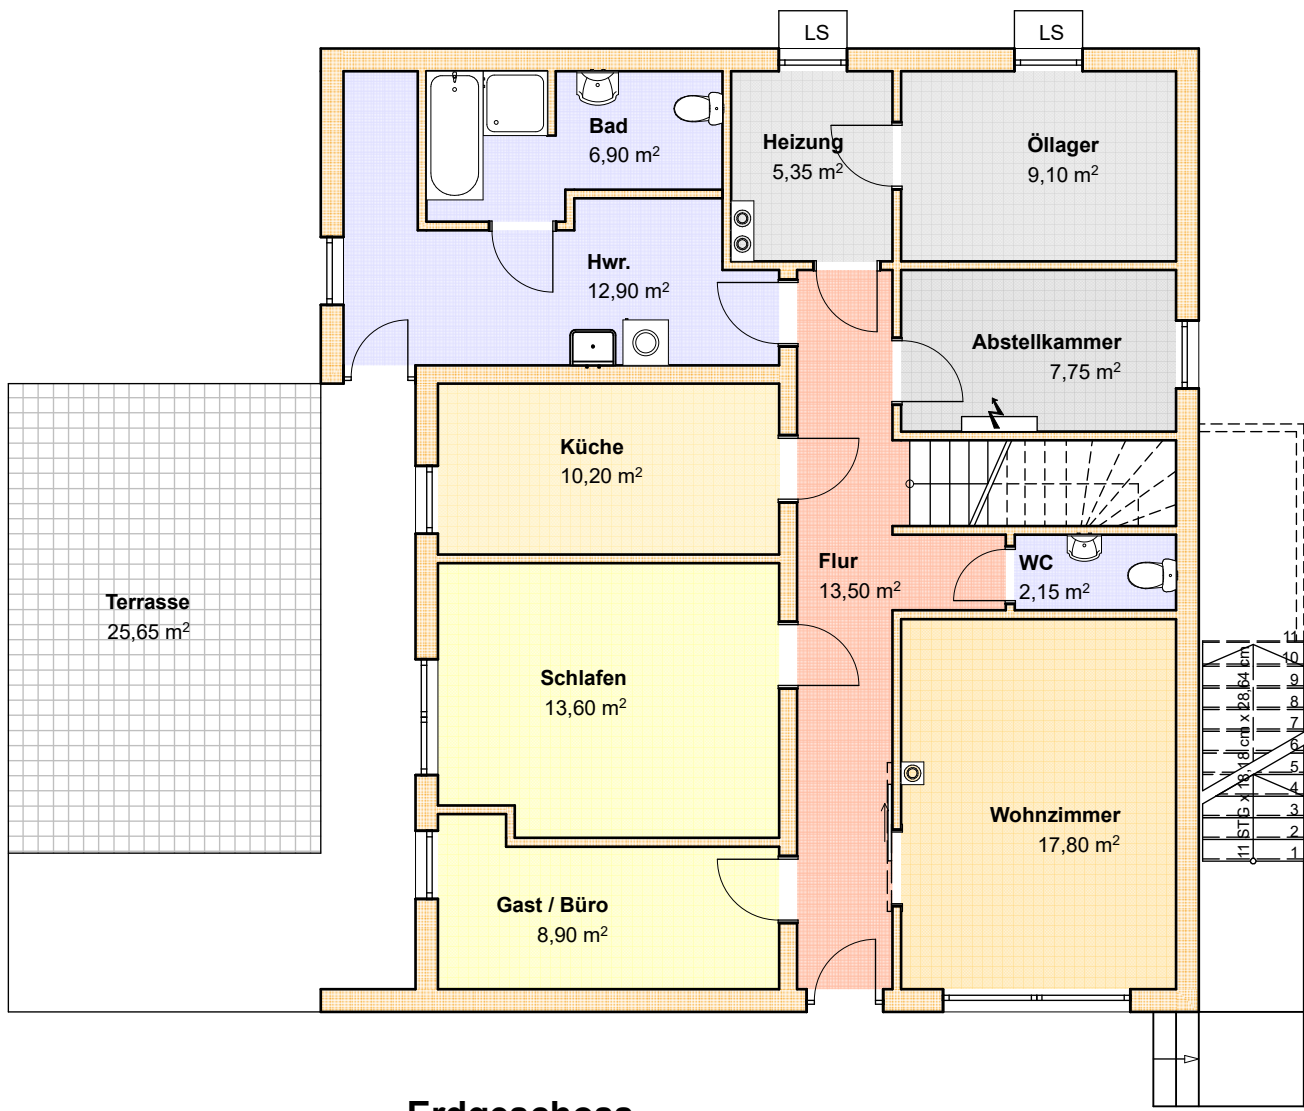 LS
LS
Bad
6,90 m²
Heizung
5,35 m²
Öllager
9,10 m²
Hwr.
12,90 m²
Abstellkammer
7,75 m²
Küche
10,20 m²
Flur
13,50 m²
WC
2,15 m²
Terrasse
25,65 m²
Schlafen
13,60 m²
Wohnzimmer
17,80 m²
Gast / Büro
8,90 m²
11
10
9
8
7
6
5
4
3
2
1
11 STG x 18,18 cm x 28,64 cm
Erdgeschoss